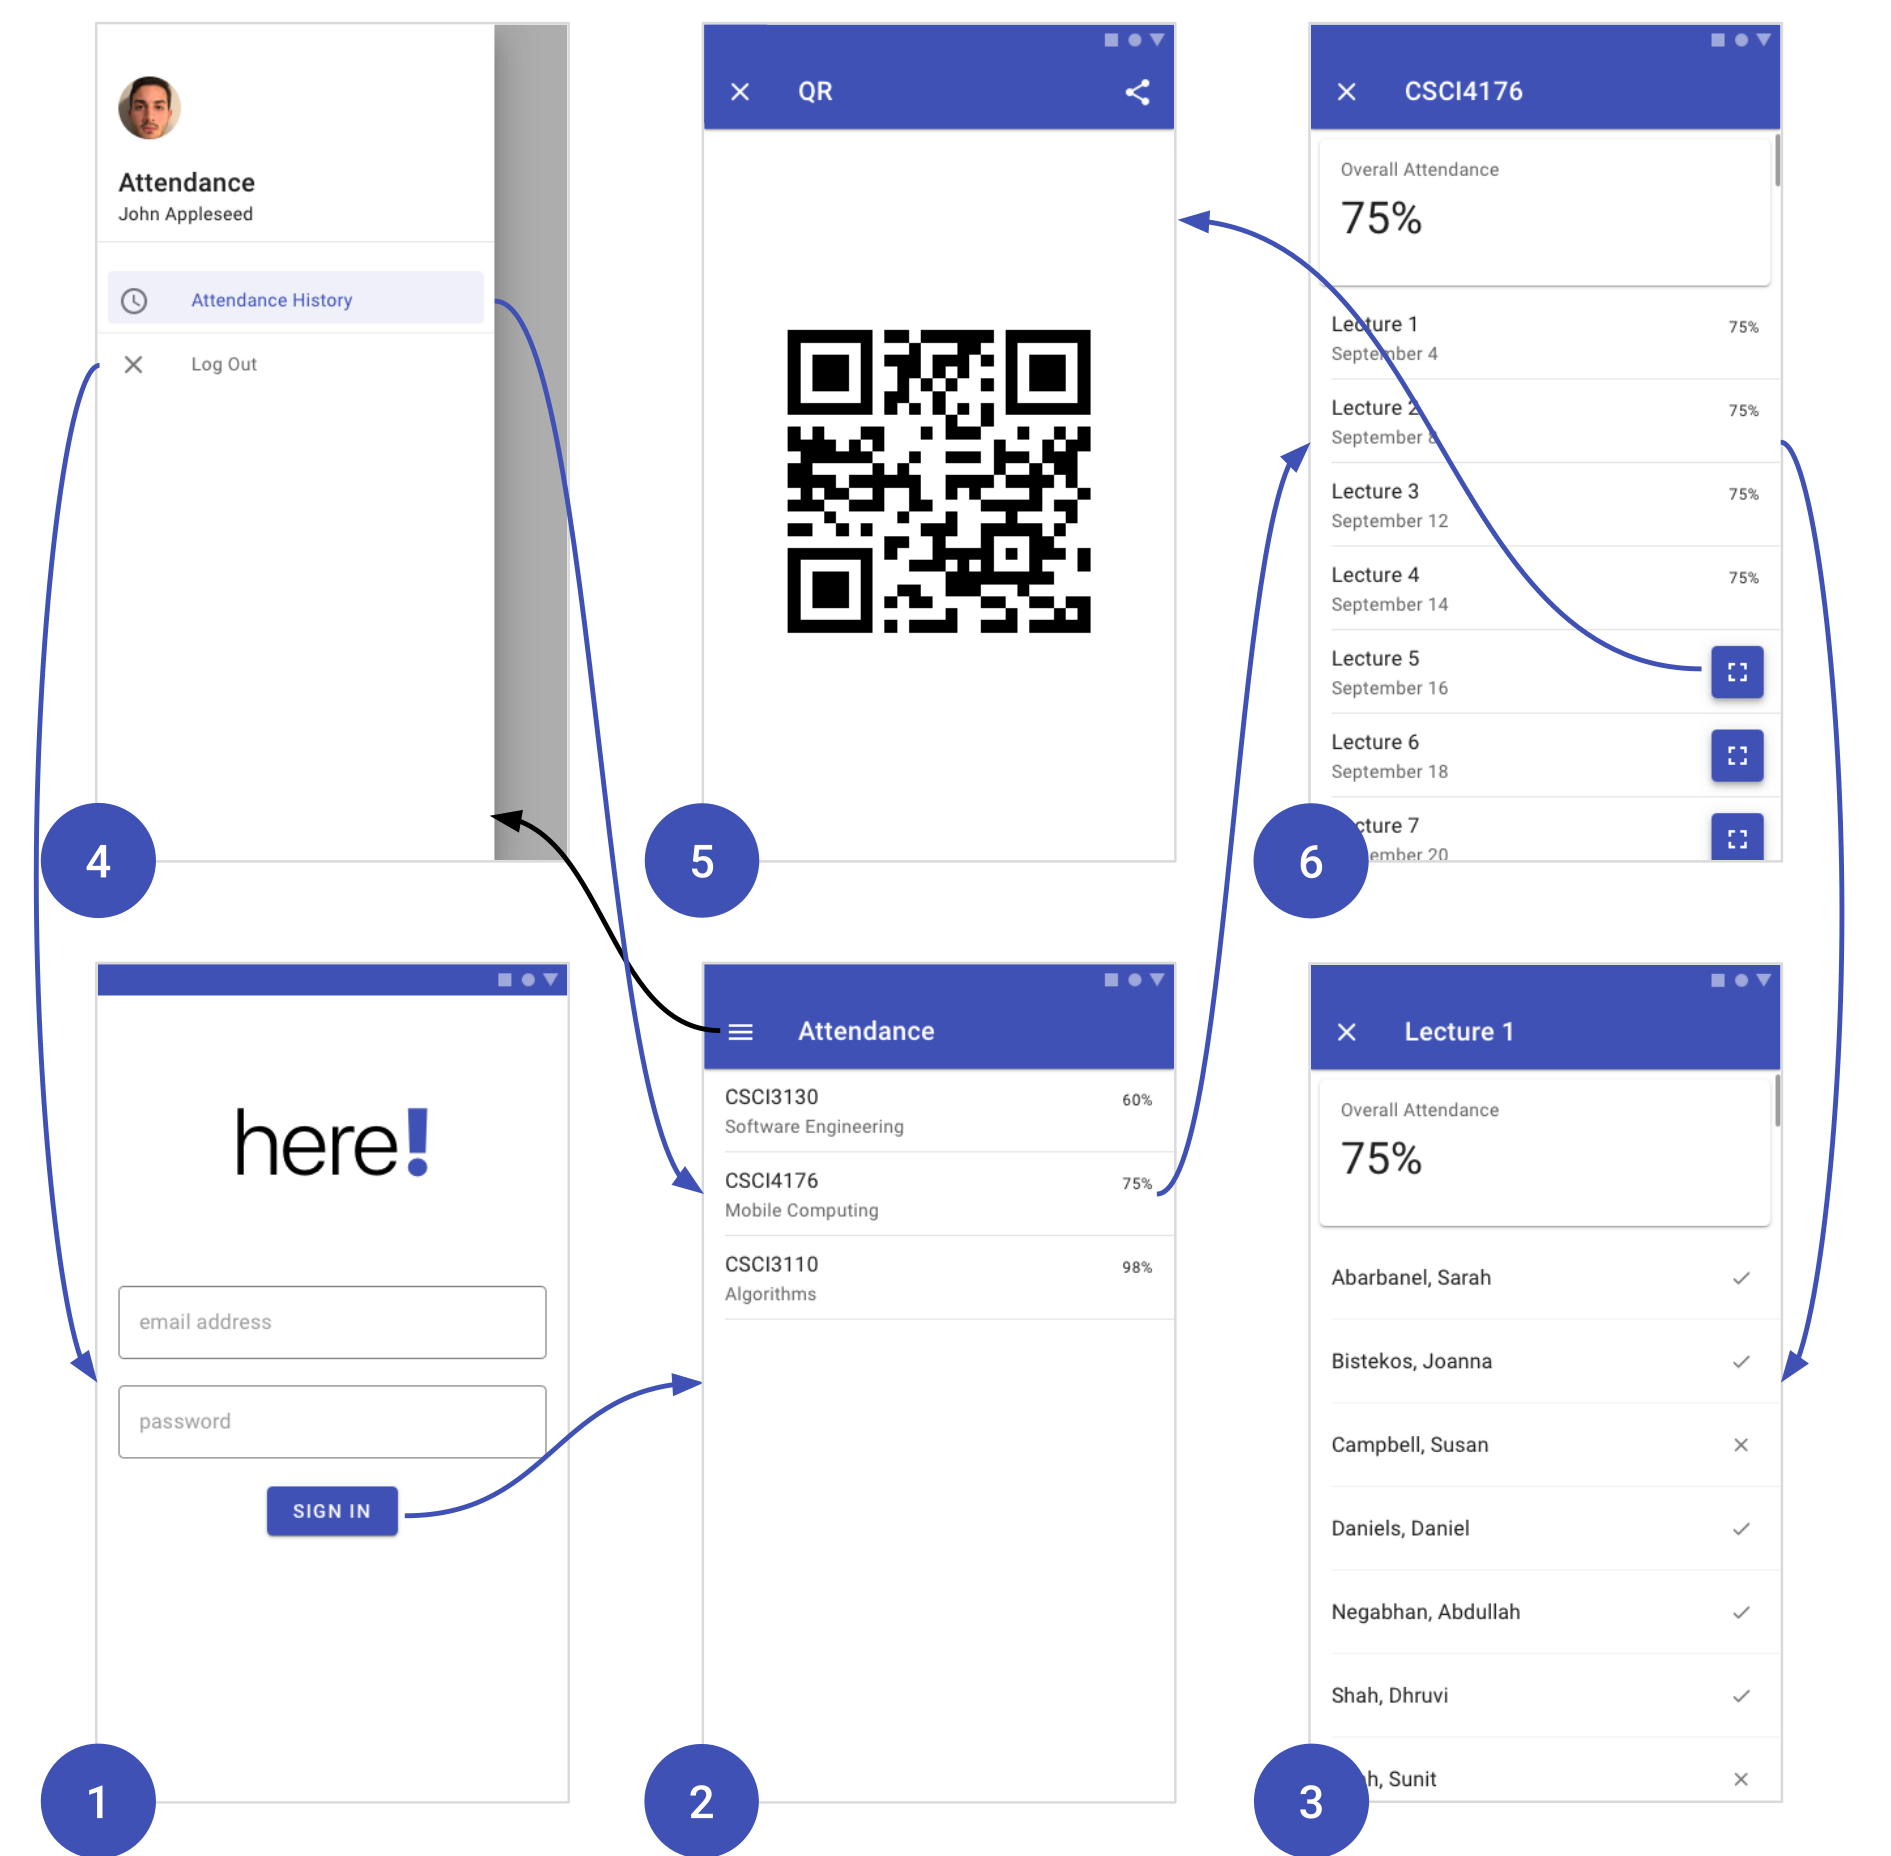 Attendance
John Appleseed
Attendance History
Log Out
4
QR
5
CSCI4176
Overall Attendance
75%
Lecture 1
75%
September 4
Lecture 2
75%
September 8
Lecture 3
75%
September 12
Lecture 4
75%
September 14
Lecture 5
September 16
Lecture 6
September 18
cture 7
ember 20
6
here!
email address
password
SIGN IN
1
Attendance
CSCI3130
60%
Software Engineering
CSCI4176
75%
Mobile Computing
CSCI3110
98%
Algorithms
2
Lecture 1
Overall Attendance
75%
Abarbanel, Sarah
Bistekos, Joanna
Campbell, Susan
Daniels, Daniel
Negabhan, Abdullah
Shah, Dhruvi
h, Sunit
3